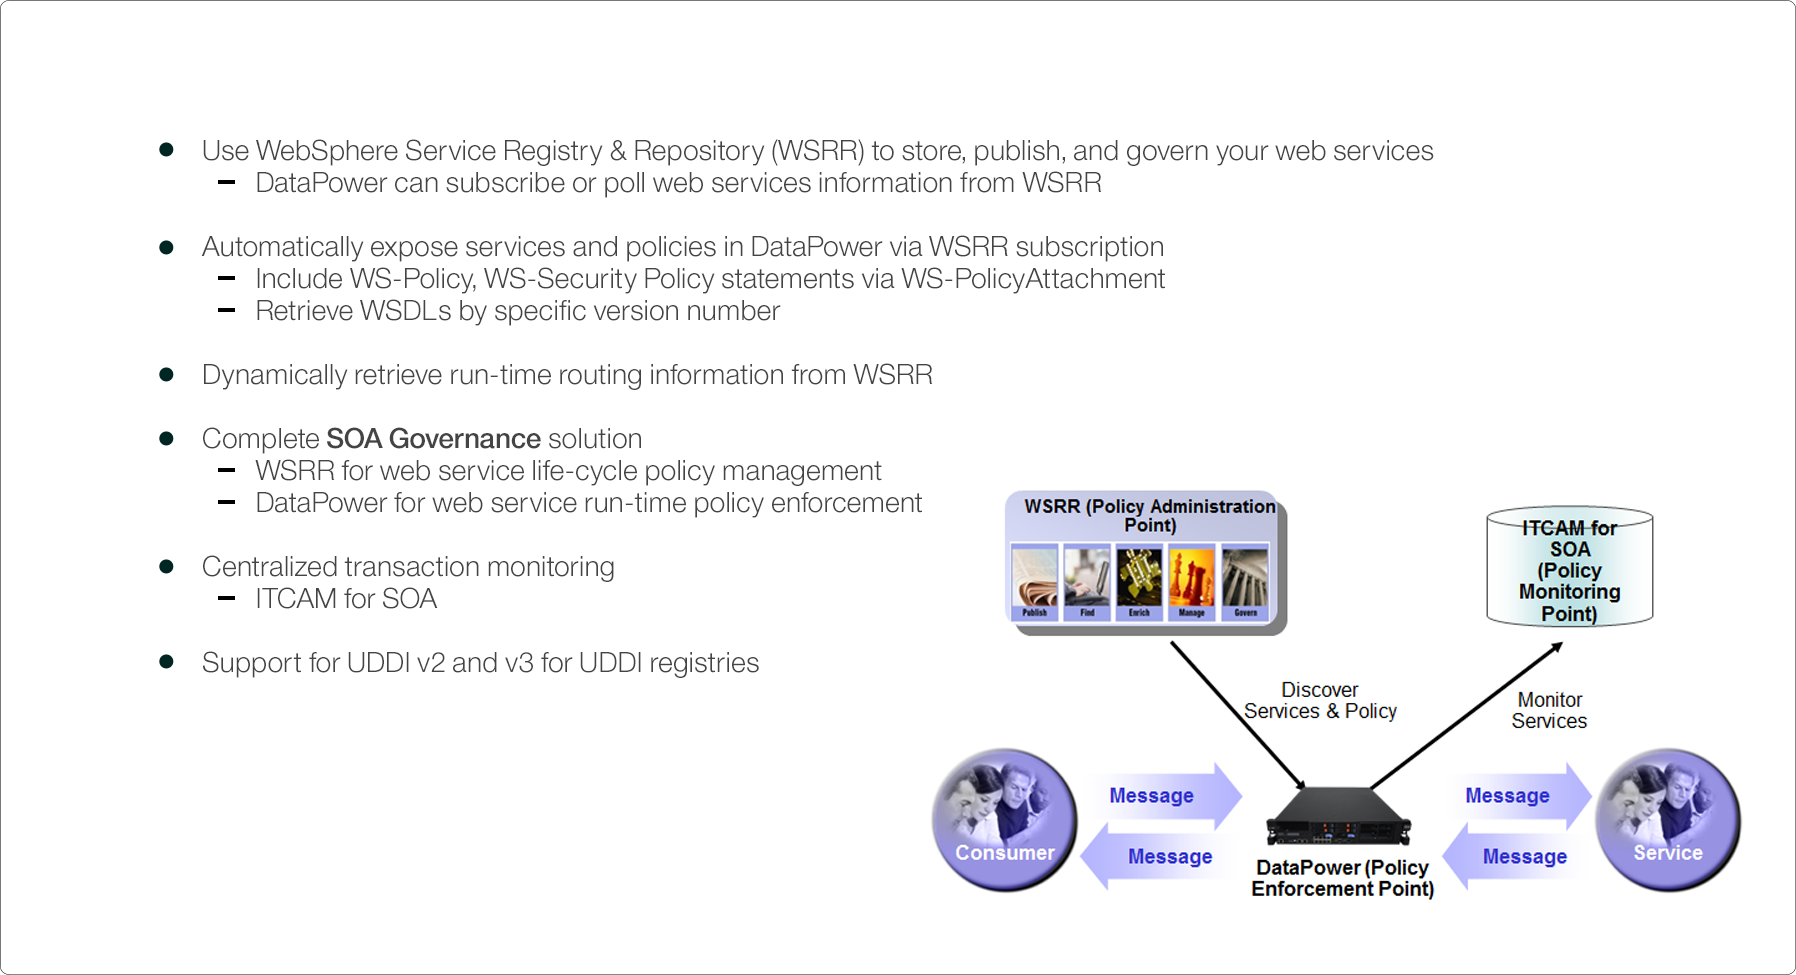 Use WebSphere Service Registry & Repository (WSRR) to store, publish, and govern your web services
DataPower can subscribe or poll web services information from WSRR
Automatically expose services and policies in DataPower via WSRR subscription
Include WS-Policy, WS-Security Policy statements via WS-PolicyAttachment
Retrieve WSDLs by specific version number
Dynamically retrieve run-time routing information from WSRR
Complete SOA Governance solution
WSRR for web service life-cycle policy management
DataPower for web service run-time policy enforcement
Centralized transaction monitoring
ITCAM for SOA
Support for UDDI v2 and v3 for UDDI registries
WSRR (Policy Administration
Point)
Publish
Find
Enrich
Manage
Govern
ITCAM for
SOA
(Policy
Monitoring
Point)
Discover
Services & Policy
Monitor
Services
Consumer
Message
Message
DataPower (Policy
Enforcement Point)
Message
Message
Service